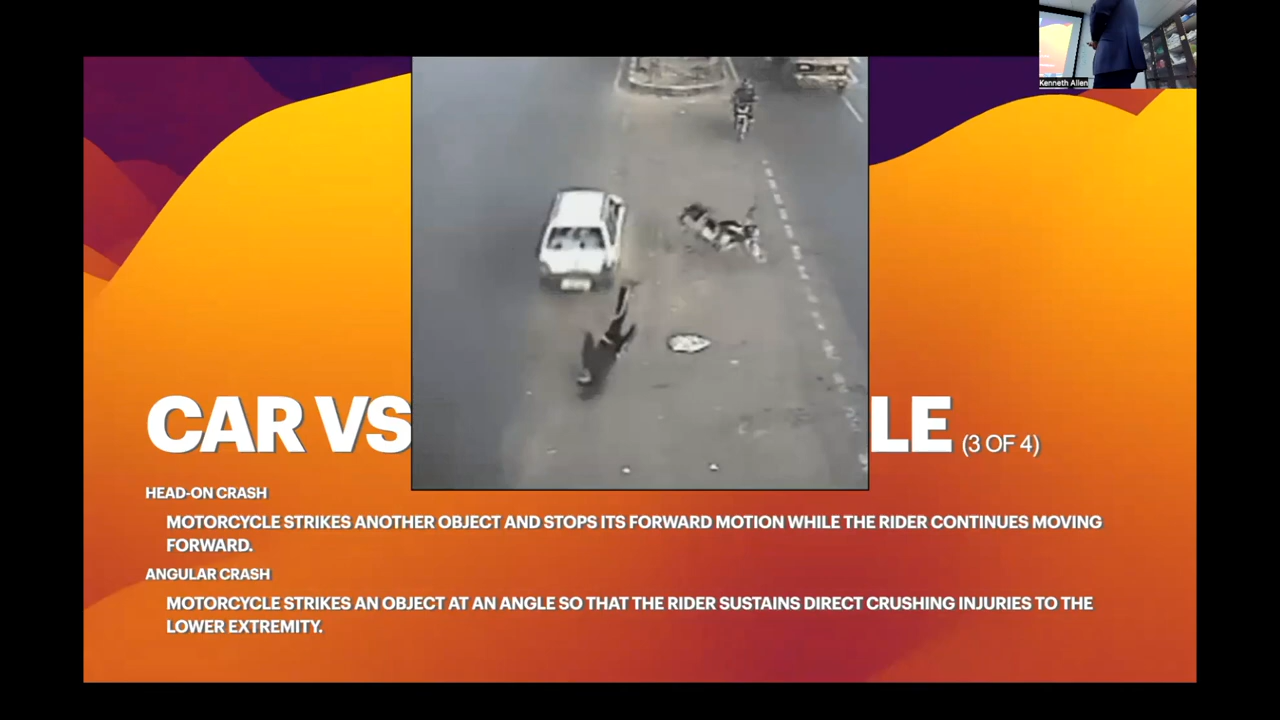 Kenneth Allen
CAR VS LE (3 OF 4)
HEAD-ON CRASH
MOTORCYCLE STRIKES ANOTHER OBJECT AND STOPS ITS FORWARD MOTION WHILE THE RIDER CONTINUES MOVING
FORWARD.
ANGULAR CRASH
MOTORCYCLE STRIKES AN OBJECT AT AN ANGLE SO THAT THE RIDER SUSTAINS DIRECT CRUSHING INJURIES TO THE
LOWER EXTREMITY.